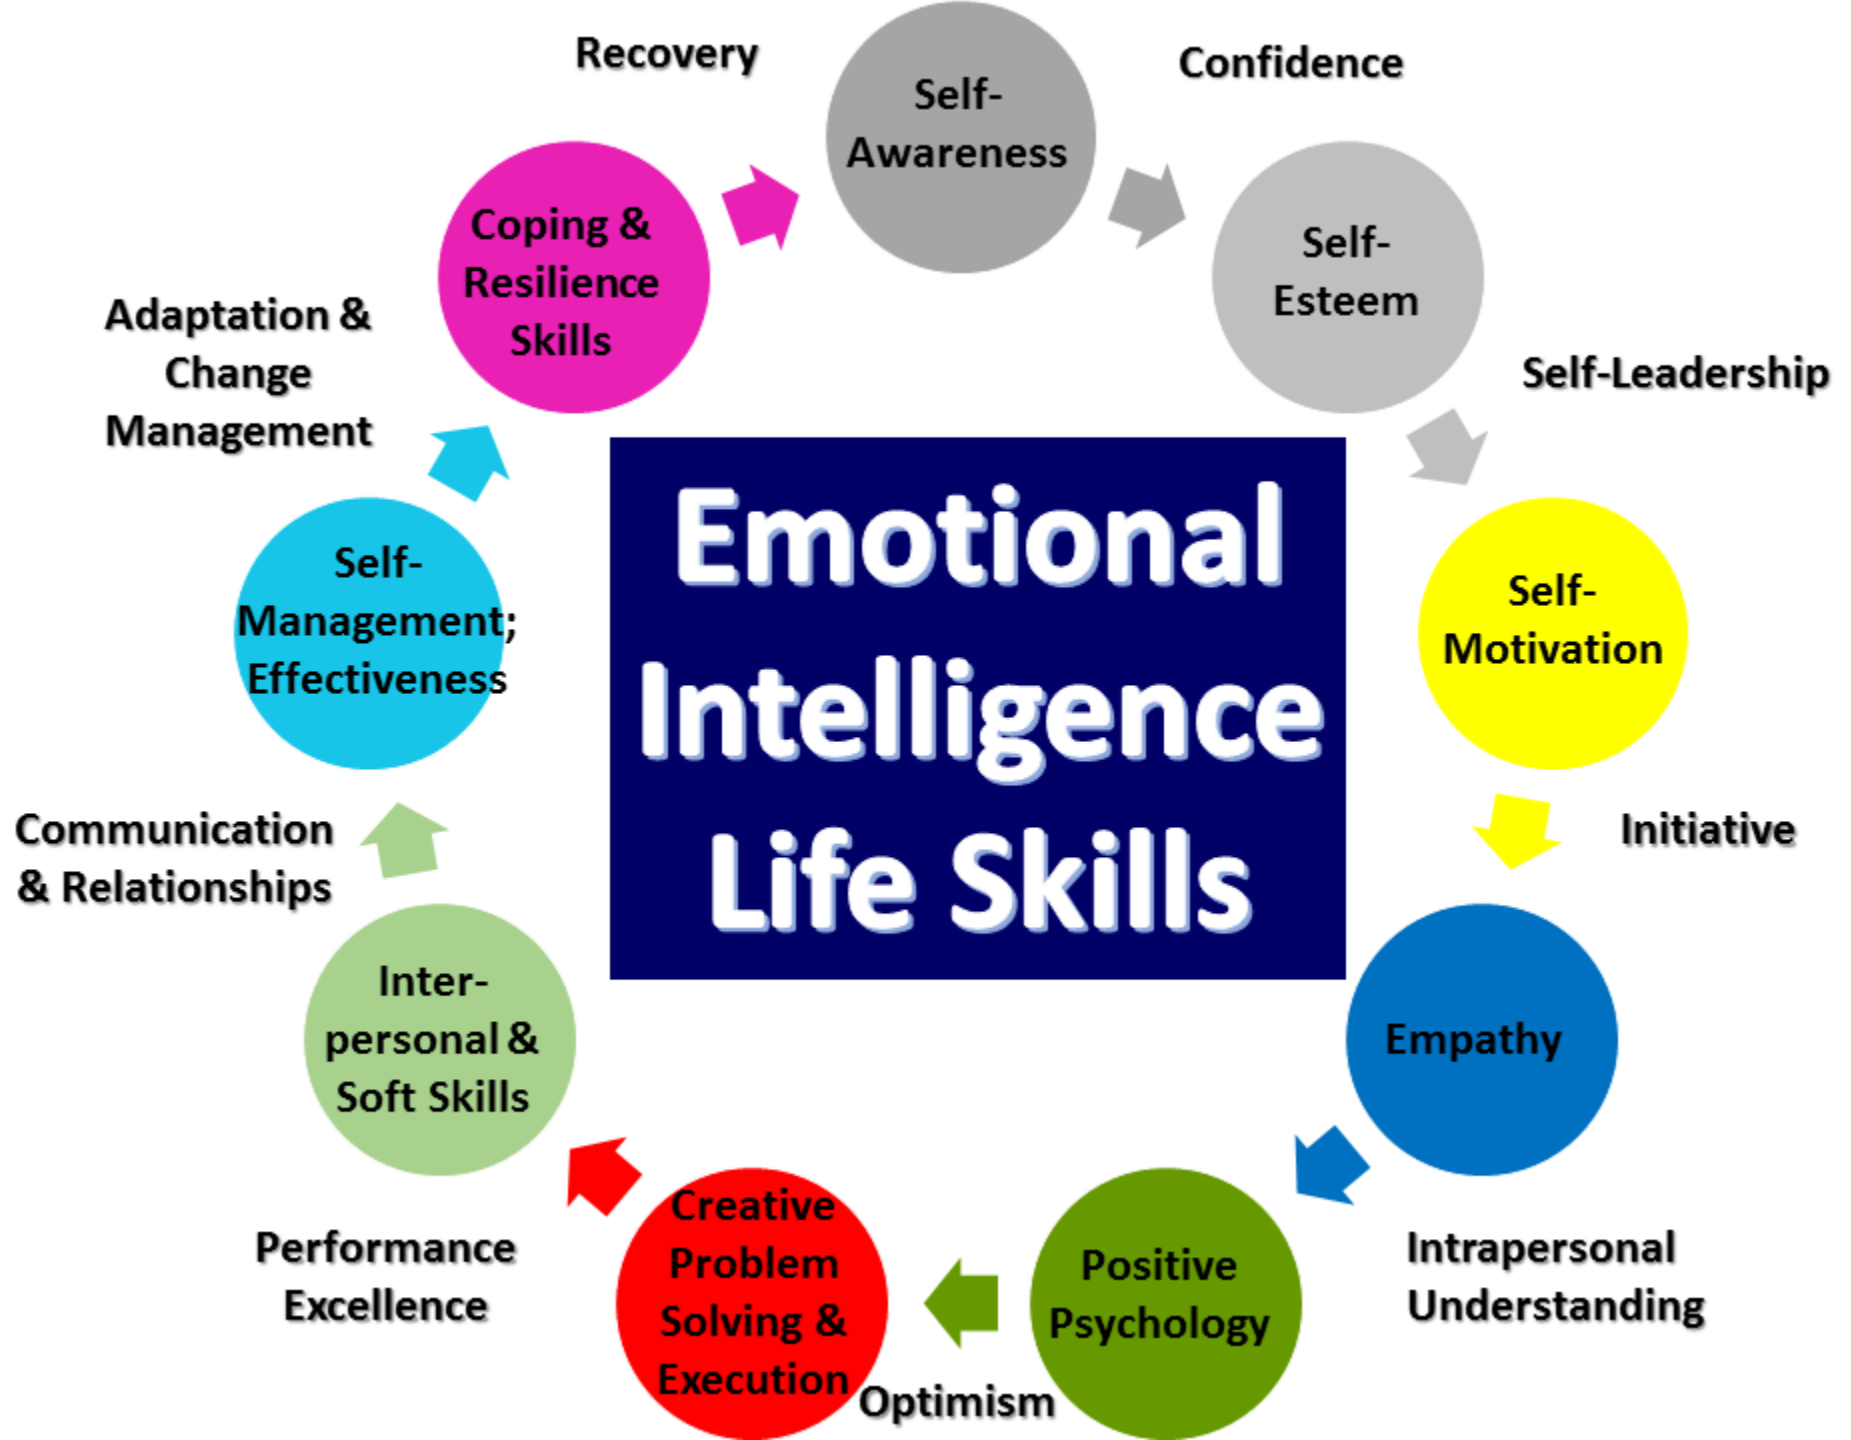 Recovery
Self-
Awareness
Confidence
Self-
Esteem
Self-Leadership
Self-
Motivation
Initiative
Empathy
Intrapersonal
Understanding
Positive
Psychology
Optimism
Creative
Problem
Solving &
Execution
Performance
Excellence
Inter-
personal &
Soft Skills
Communication
& Relationships
Self-
Management;
Effectiveness
Adaptation &
Change
Management
Coping &
Resilience
Skills
Emotional
Intelligence
Life Skills